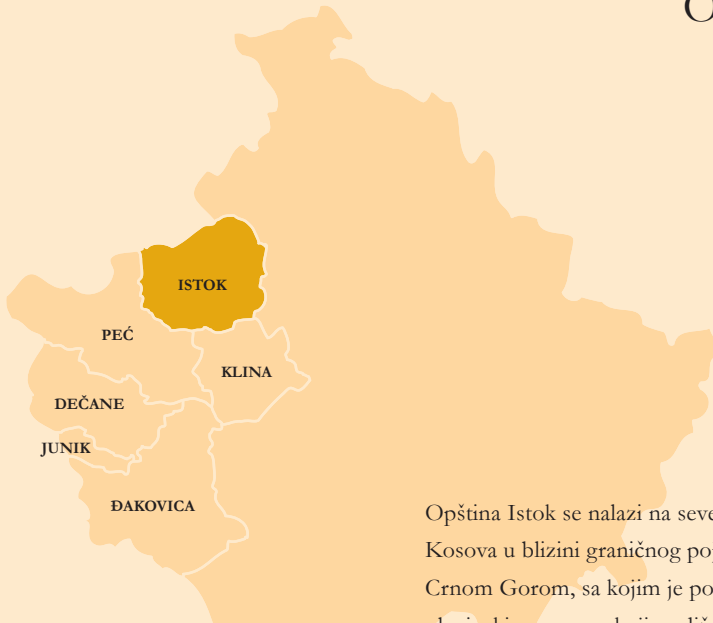 O
ISTOK
PEĆ
KLINA
DEČANE
JUNIK
ĐAKOVICA
Opština Istok se nalazi na seve
Kosova u blizini graničnog po
Crnom Gorom, sa kojim je po